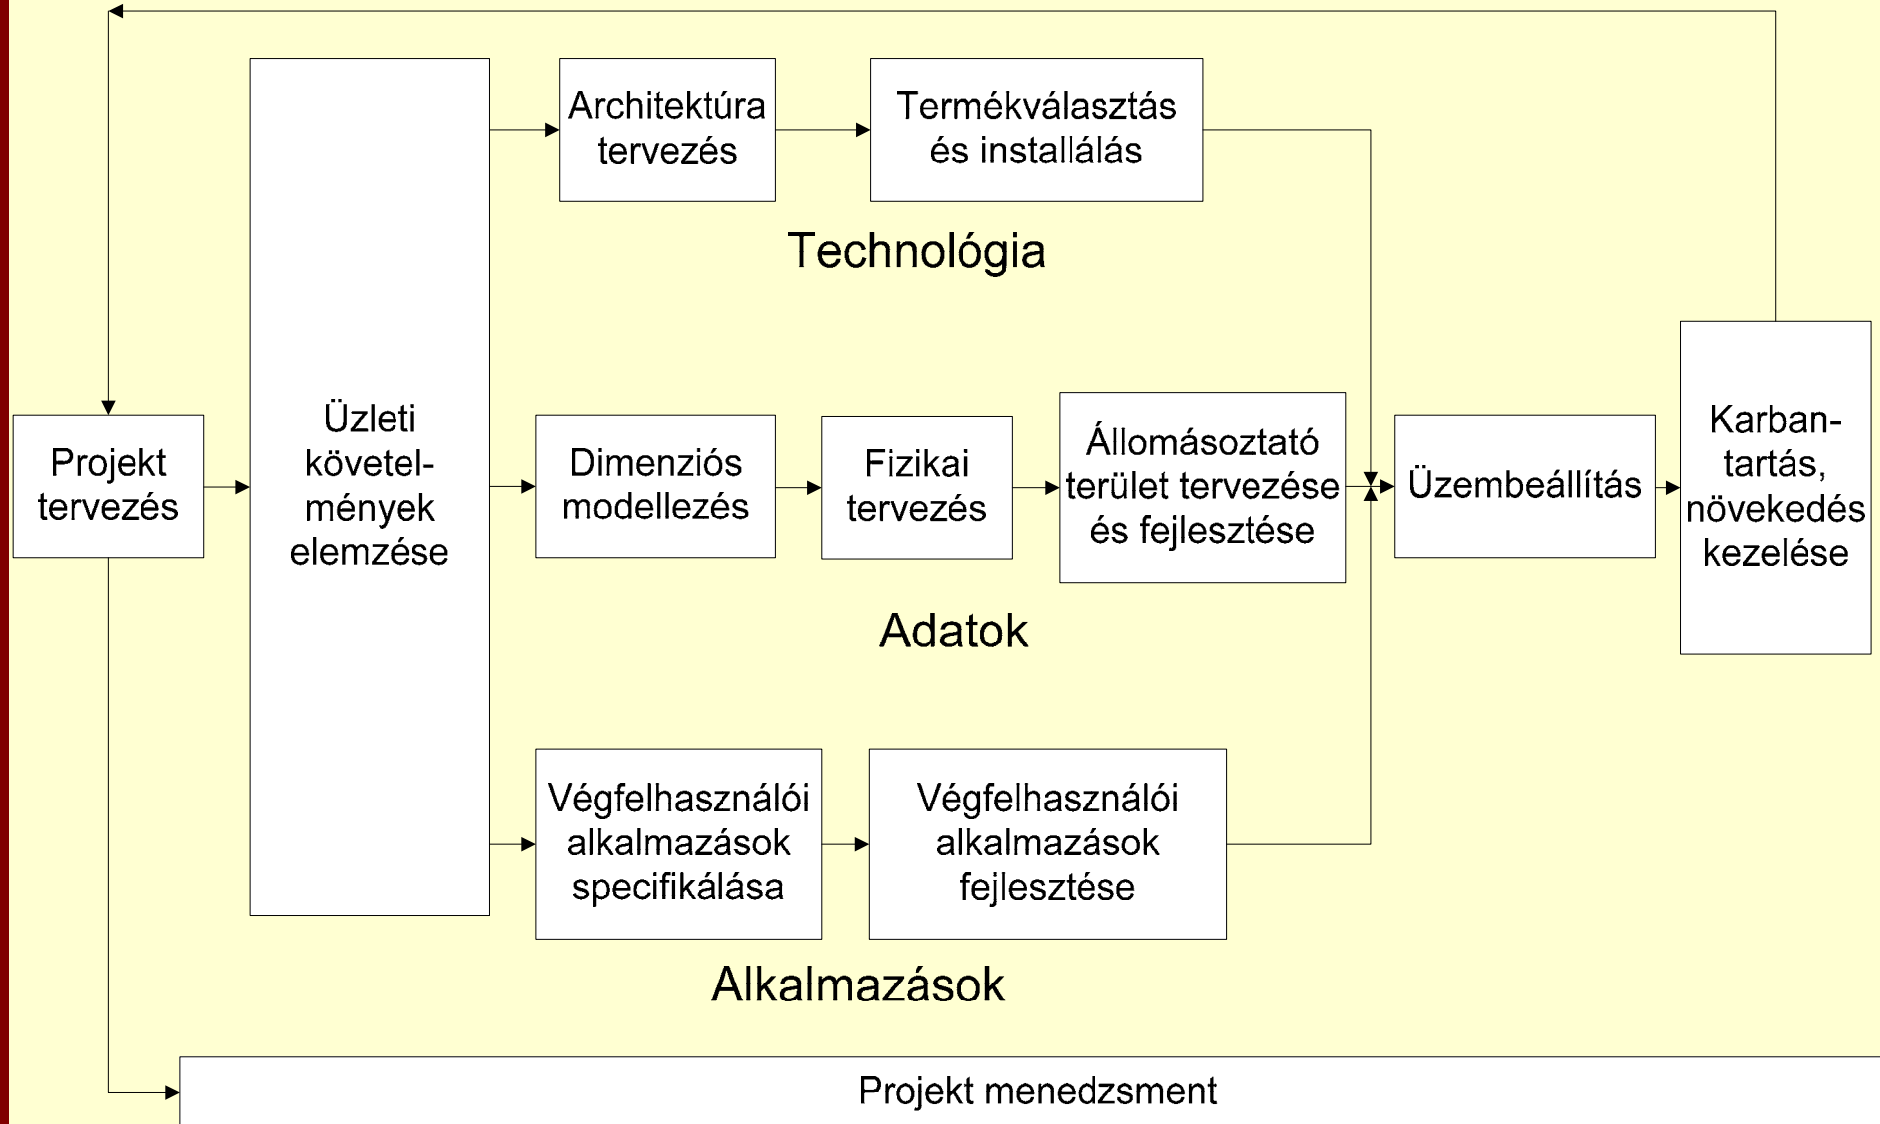 Architektúra
tervezés
Termékválasztás
és installálás
Technológia
Projekt
tervezés
Üzleti
követel-
mények
elemzése
Dimenziós
modellezés
Fizikai
tervezés
Állomásoztató
terület tervezése
és fejlesztése
Üzembeállítás
Karban-
tartás,
növekedés
kezelése
Adatok
Végfelhasználói
alkalmazások
specifikálása
Végfelhasználói
alkalmazások
fejlesztése
Alkalmazások
Projekt menedzsment